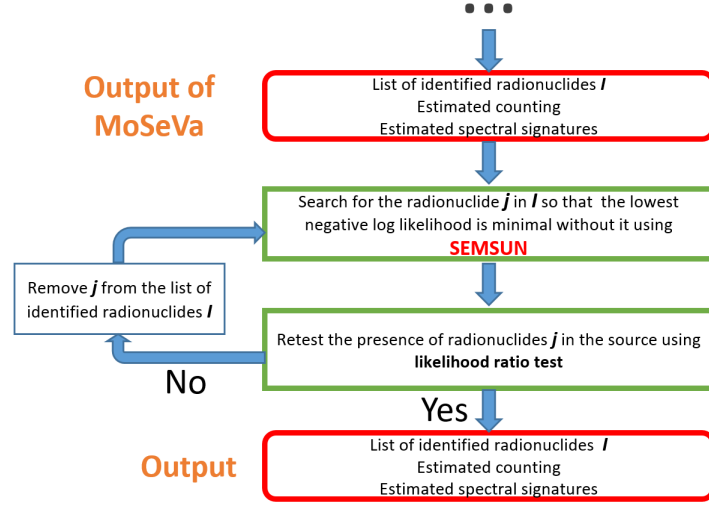 Output of
MoSeVa
List of identified radionuclides I
Estimated counting
Estimated spectral signatures
Search for the radionuclide j in I so that the lowest
negative log likelihood is minimal without it using
SEMSUN
Remove j from the list of
identified radionuclides I
Retest the presence of radionuclides j in the source using
likelihood ratio test
No
Yes
Output
List of identified radionuclides I
Estimated counting
Estimated spectral signatures